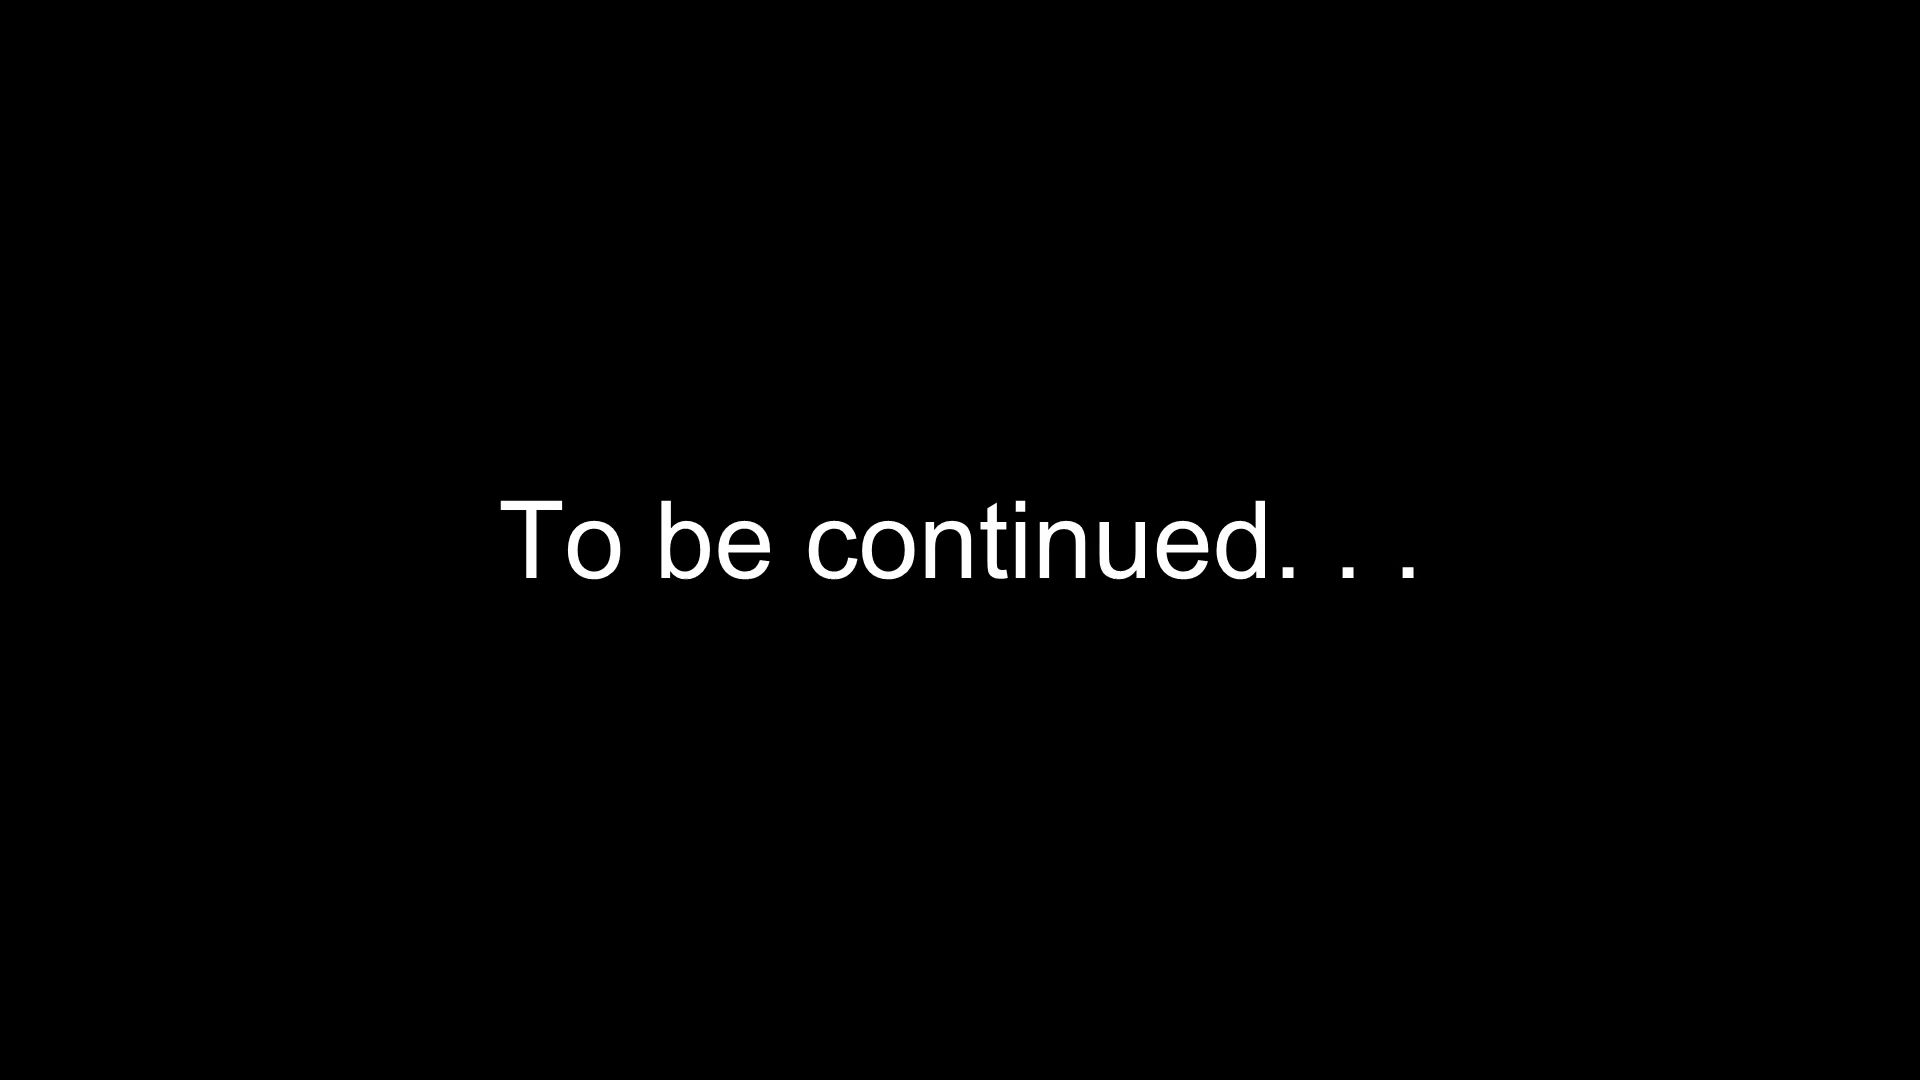 To be continued. . .